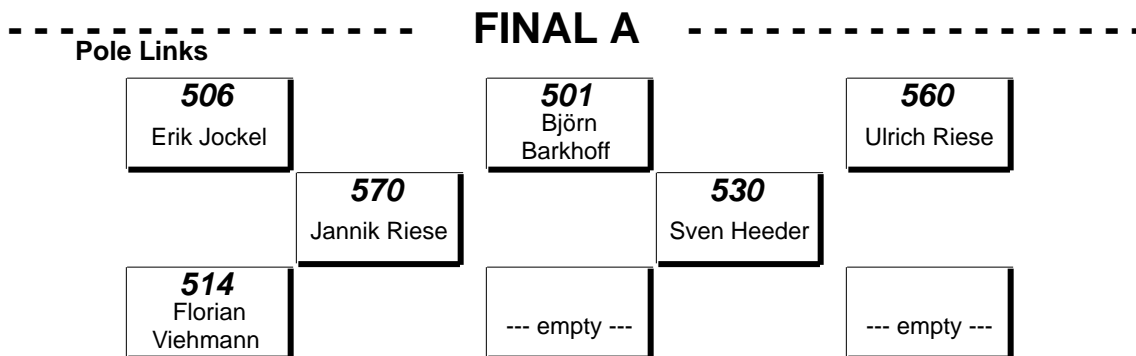 FINAL A
Pole Links
506
Erik Jockel
501
Björn
Barkhoff
560
Ulrich Riese
570
Jannik Riese
530
Sven Heeder
514
Florian
Viehmann
--- empty ---
--- empty ---